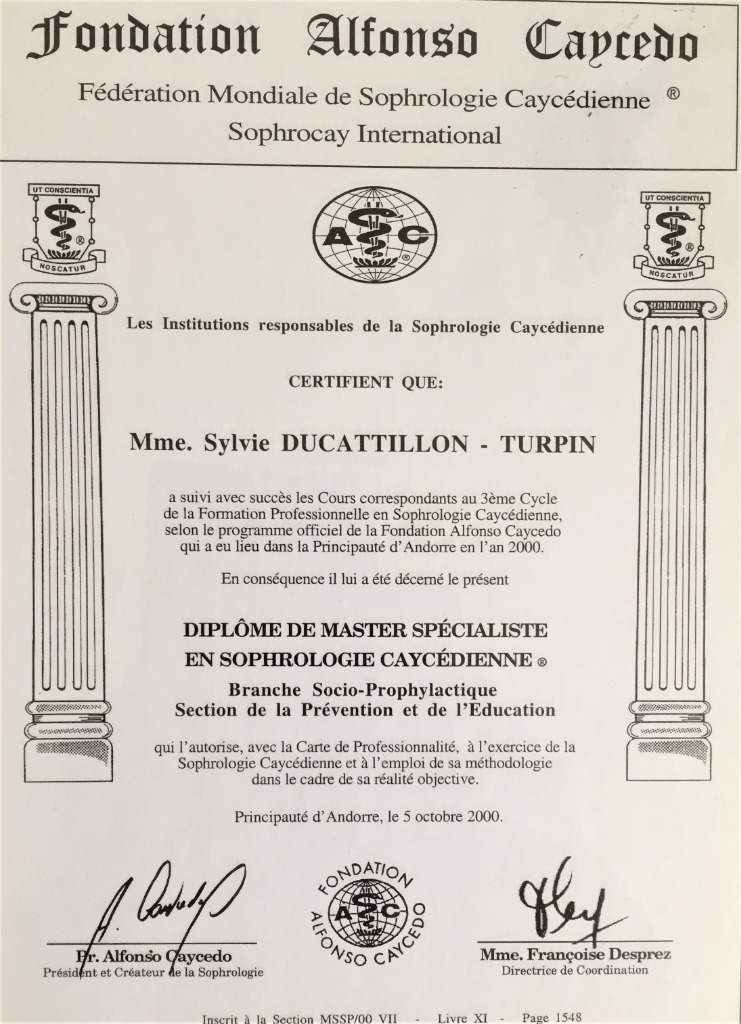 Fondation Alfonso Caycedo
Fédération Mondiale de Sophrologie Caycédienne ®
Sophrocay International
UT CONSCIENTIA
®
NOSCATUR
A C
®
UT CONSCIENTIA
®
NOSCATUR
Les Institutions responsables de la Sophrologie Caycédienne
CERTIFIENT QUE:
Mme. Sylvie DUCATTILLON - TURPIN
a suivi avec succès les Cours correspondants au 3ème Cycle
de la Formation Professionnelle en Sophrologie Caycédienne,
selon le programme officiel de la Fondation Alfonso Caycedo
qui a eu lieu dans la Principauté d'Andorre en l'an 2000.
En conséquence il lui a été décerné le présent
DIPLÔME DE MASTER SPÉCIALISTE
EN SOPHROLOGIE CAYCÉDIENNE ®
Branche Socio-Prophylactique
Section de la Prévention et de l'Education
qui l'autorise, avec la Carte de Professionnalité, à l'exercice de la
Sophrologie Caycédienne et à l'emploi de sa méthodologie
dans le cadre de sa réalité objective.
Principauté d'Andorre, le 5 octobre 2000.
A. Caycedo
FONDATION
A C
ALFONSO CAYCEDO
Pr. Alfonso Caycedo
Président et Créateur de la Sophrologie
Mme. Françoise Desprez
Directrice de Coordination
Inscrit à la Section MSSP/00 VII - Livre XI - Page 1548